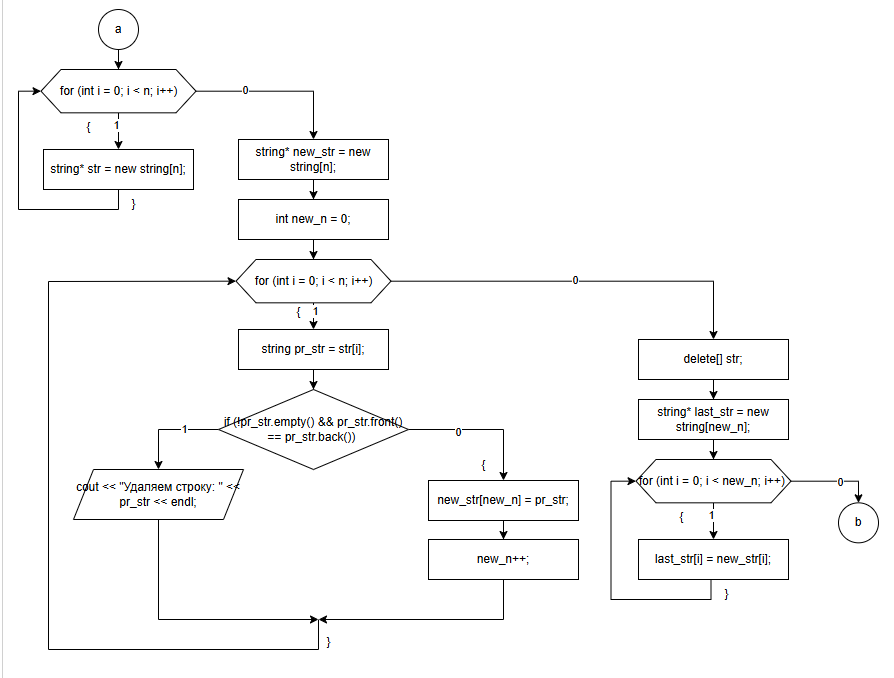 a
for (int i = 0; i < n; i++)
0
{ 1
string* str = new string[n];
}
string* new_str = new
string[n];
int new_n = 0;
for (int i = 0; i < n; i++)
0
{ 1
string pr_str = str[i];
if (!pr_str.empty() && pr_str.front()
== pr_str.back())
1
0
cout << "Удаляем строку: " <<
pr_str << endl;
{
new_str[new_n] = pr_str;
new_n++;
}
delete[] str;
string* last_str = new
string[new_n];
for (int i = 0; i < new_n; i++)
0
{ 1
last_str[i] = new_str[i];
}
b